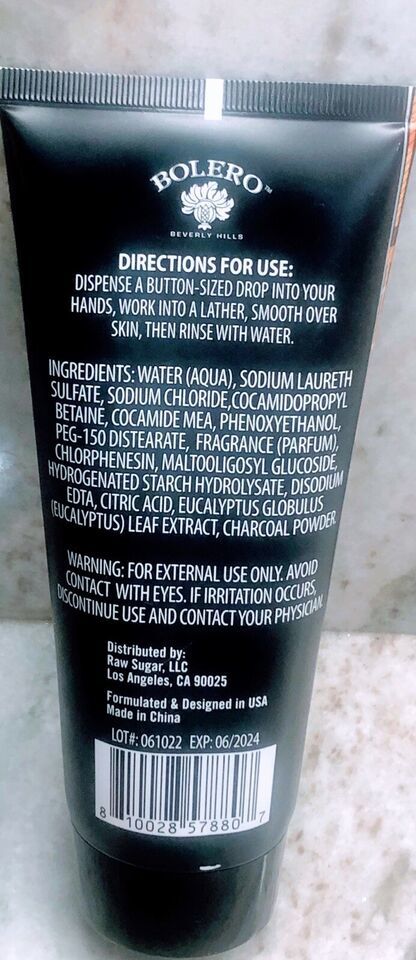 BOLERO™
BEVERLY HILLS
DIRECTIONS FOR USE:
DISPENSE A BUTTON-SIZED DROP INTO YOUR
HANDS, WORK INTO A LATHER, SMOOTH OVER
SKIN, THEN RINSE WITH WATER.
INGREDIENTS: WATER (AQUA), SODIUM LAURETH
SULFATE, SODIUM CHLORIDE,COCAMIDOPROPYL
BETAINE, COCAMIDE MEA, PHENOXYETHANOL,
PEG-150 DISTEARATE, FRAGRANCE (PARFUM),
CHLORPHENESIN, MALTOOLIGOSYL GLUCOSIDE,
HYDROGENATED STARCH HYDROLYSATE, DISODIUM
EDTA, CITRIC ACID, EUCALYPTUS GLOBULUS
(EUCALYPTUS) LEAF EXTRACT, CHARCOAL POWDER.
WARNING: FOR EXTERNAL USE ONLY. AVOID
CONTACT WITH EYES. IF IRRITATION OCCURS,
DISCONTINUE USE AND CONTACT YOUR PHYSICIAN.
Distributed by:
Raw Sugar, LLC
Los Angeles, CA 90025
Formulated & Designed in USA
Made in China
LOT#: 061022 EXP: 06/2024
8 10028 57880 7